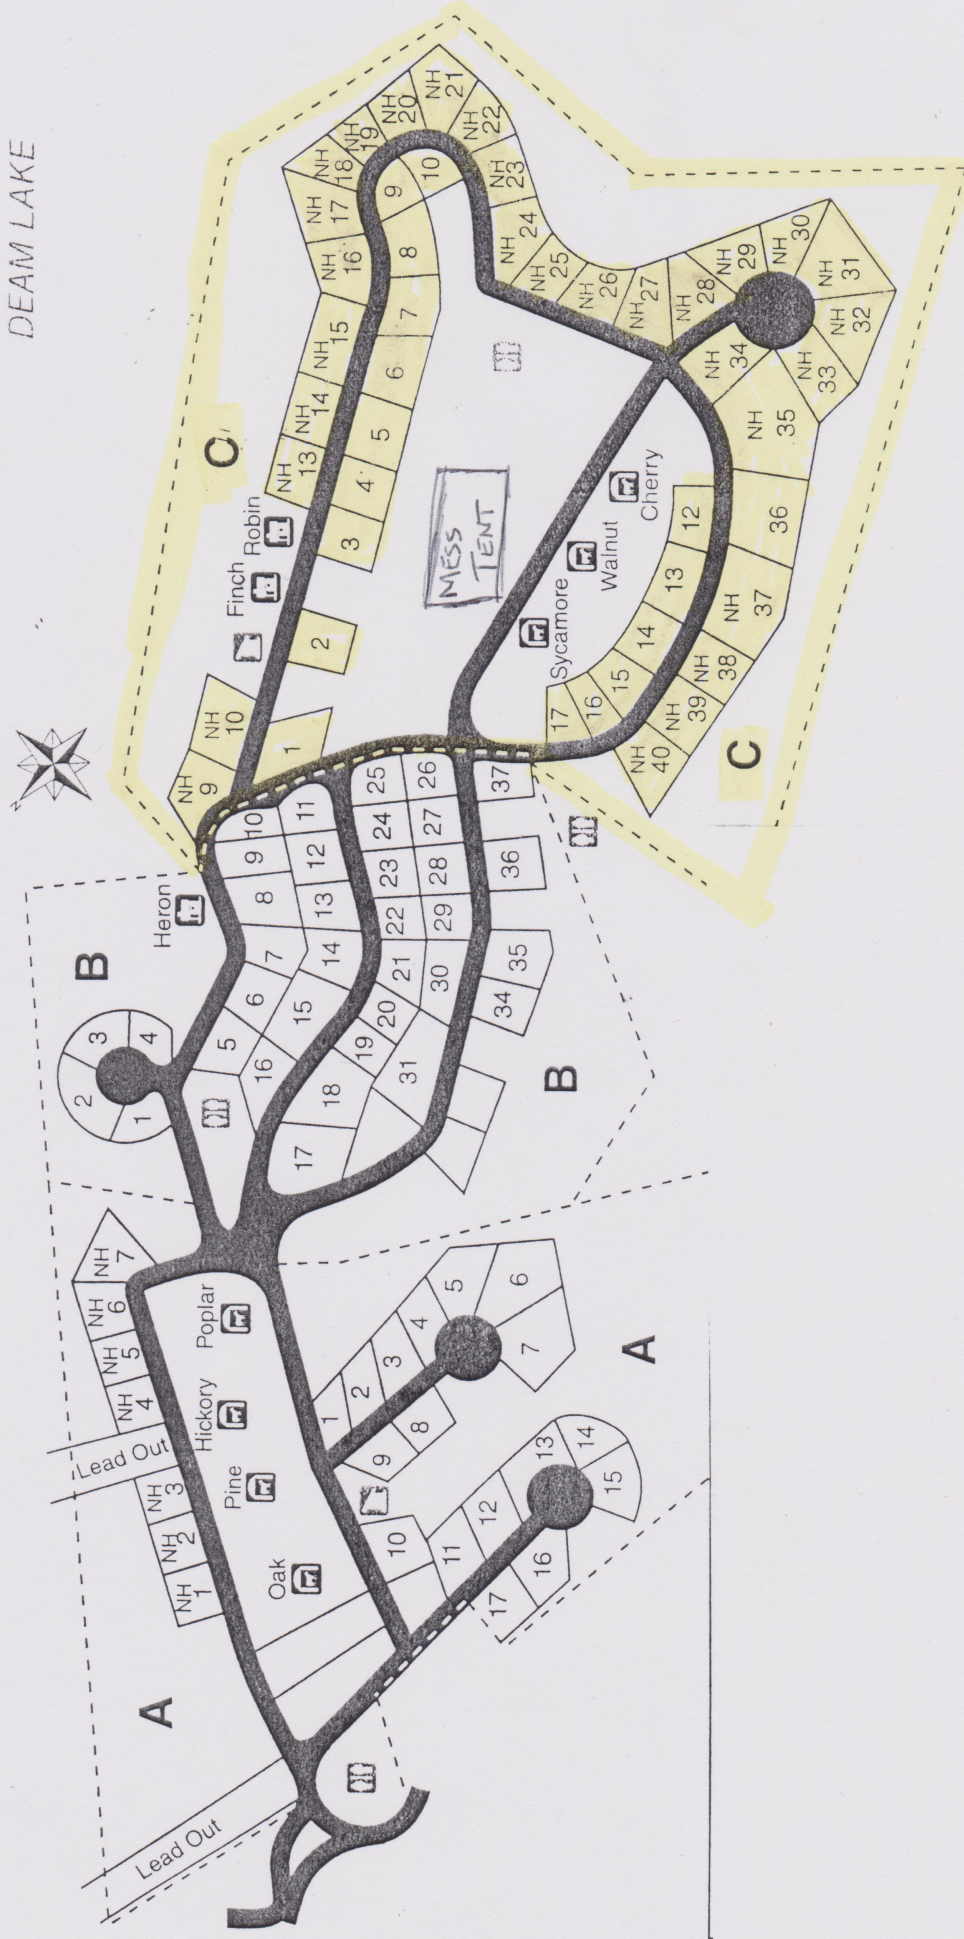 DEAM LAKE
C
Finch
Robin
NH 9
NH 10
NH 13
NH 14
NH 15
NH 16
NH 17
NH 18
NH 19
NH 20
NH 21
NH 22
NH 23
NH 24
NH 25
NH 26
NH 27
NH 28
NH 29
NH 30
NH 31
NH 32
NH 33
NH 34
NH 35
36
NH 37
NH 38
NH 39
NH 40
1
2
3
4
5
6
7
8
9
10
MESS
TENT
Sycamore
Walnut
Cherry
12
13
14
15
16
17
C
B
Heron
1
2
3
4
5
6
7
8
9
10
11
12
13
14
15
16
17
18
19
20
21
22
23
24
25
26
27
28
29
30
31
34
35
36
37
B
A
NH 1
NH 2
NH 3
Lead Out
NH 4
NH 5
NH 6
NH 7
Oak
Pine
Hickory
Poplar
1
2
3
4
5
6
7
8
9
10
11
12
13
14
15
16
17
A
Lead Out